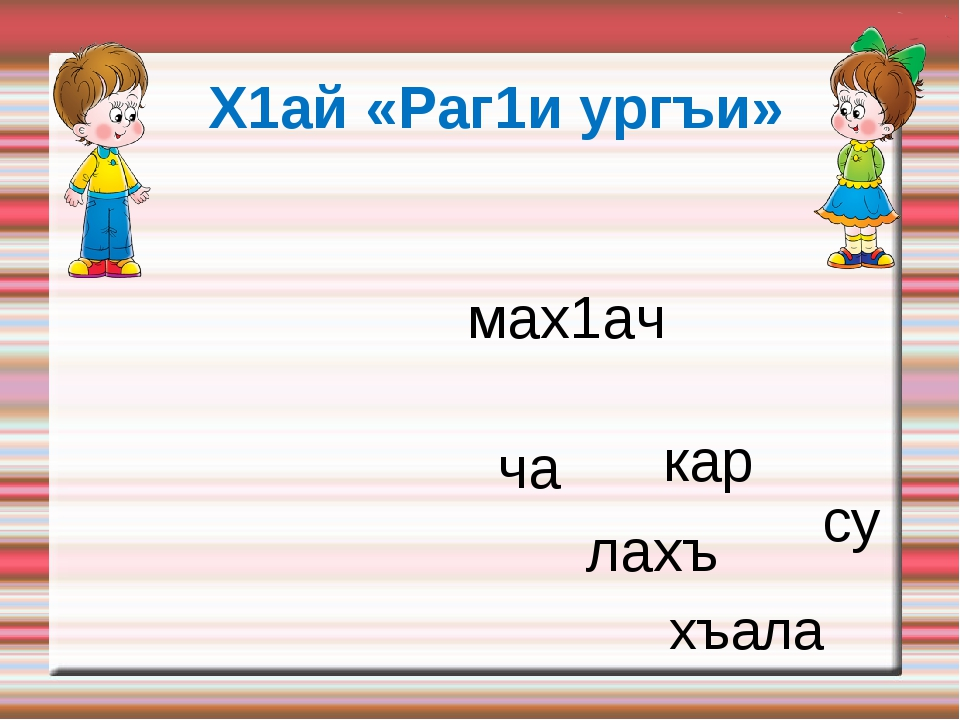 Х1ай «Раг1и ургъи»
мах1ач
ча
кар
су
лахъ
хъала